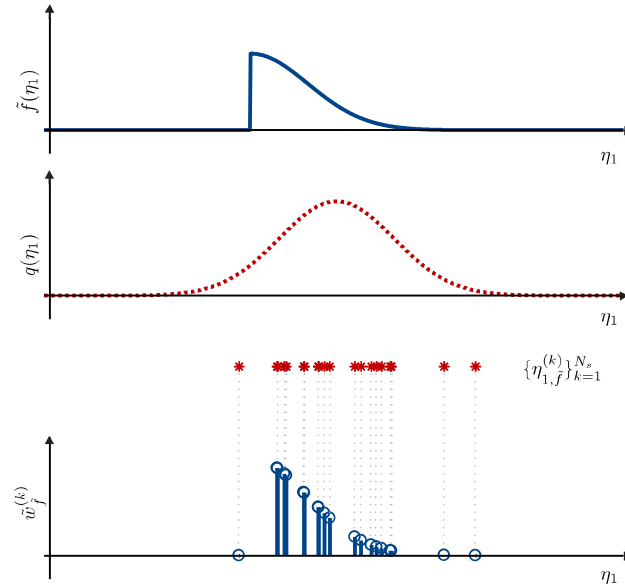 f̃(η₁)
η₁
q(η₁)
η₁
{η_{1,f̃}^{(k)}}_{k=1}^{N_s}
w̃_{f̃}^{(k)}
η₁